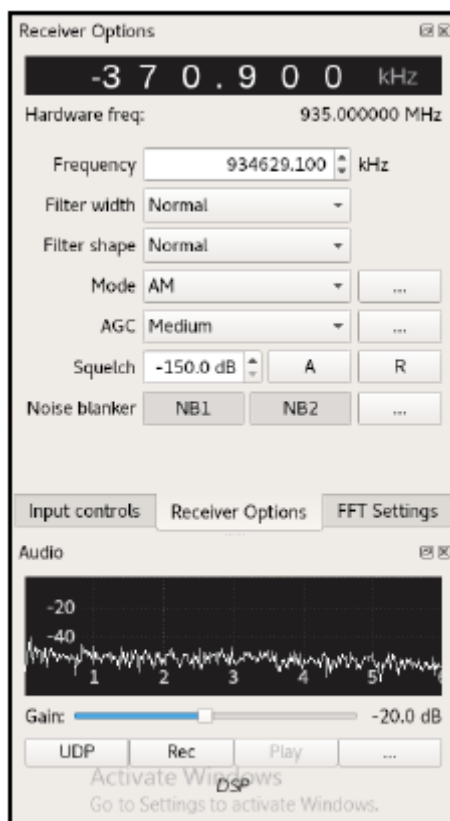 Receiver Options
-370.900 kHz
Hardware freq: 935.000000 MHz
Frequency 934629.100 kHz
Filter width Normal
Filter shape Normal
Mode AM ...
AGC Medium ...
Squelch -150.0 dB A R
Noise blanker NB1 NB2 ...
Input controls Receiver Options FFT Settings
Audio
-20
-40
1 2 3 4 5 6
Gain: -20.0 dB
UDP Rec Play ...
Activate Windows
DSP
Go to Settings to activate Windows.